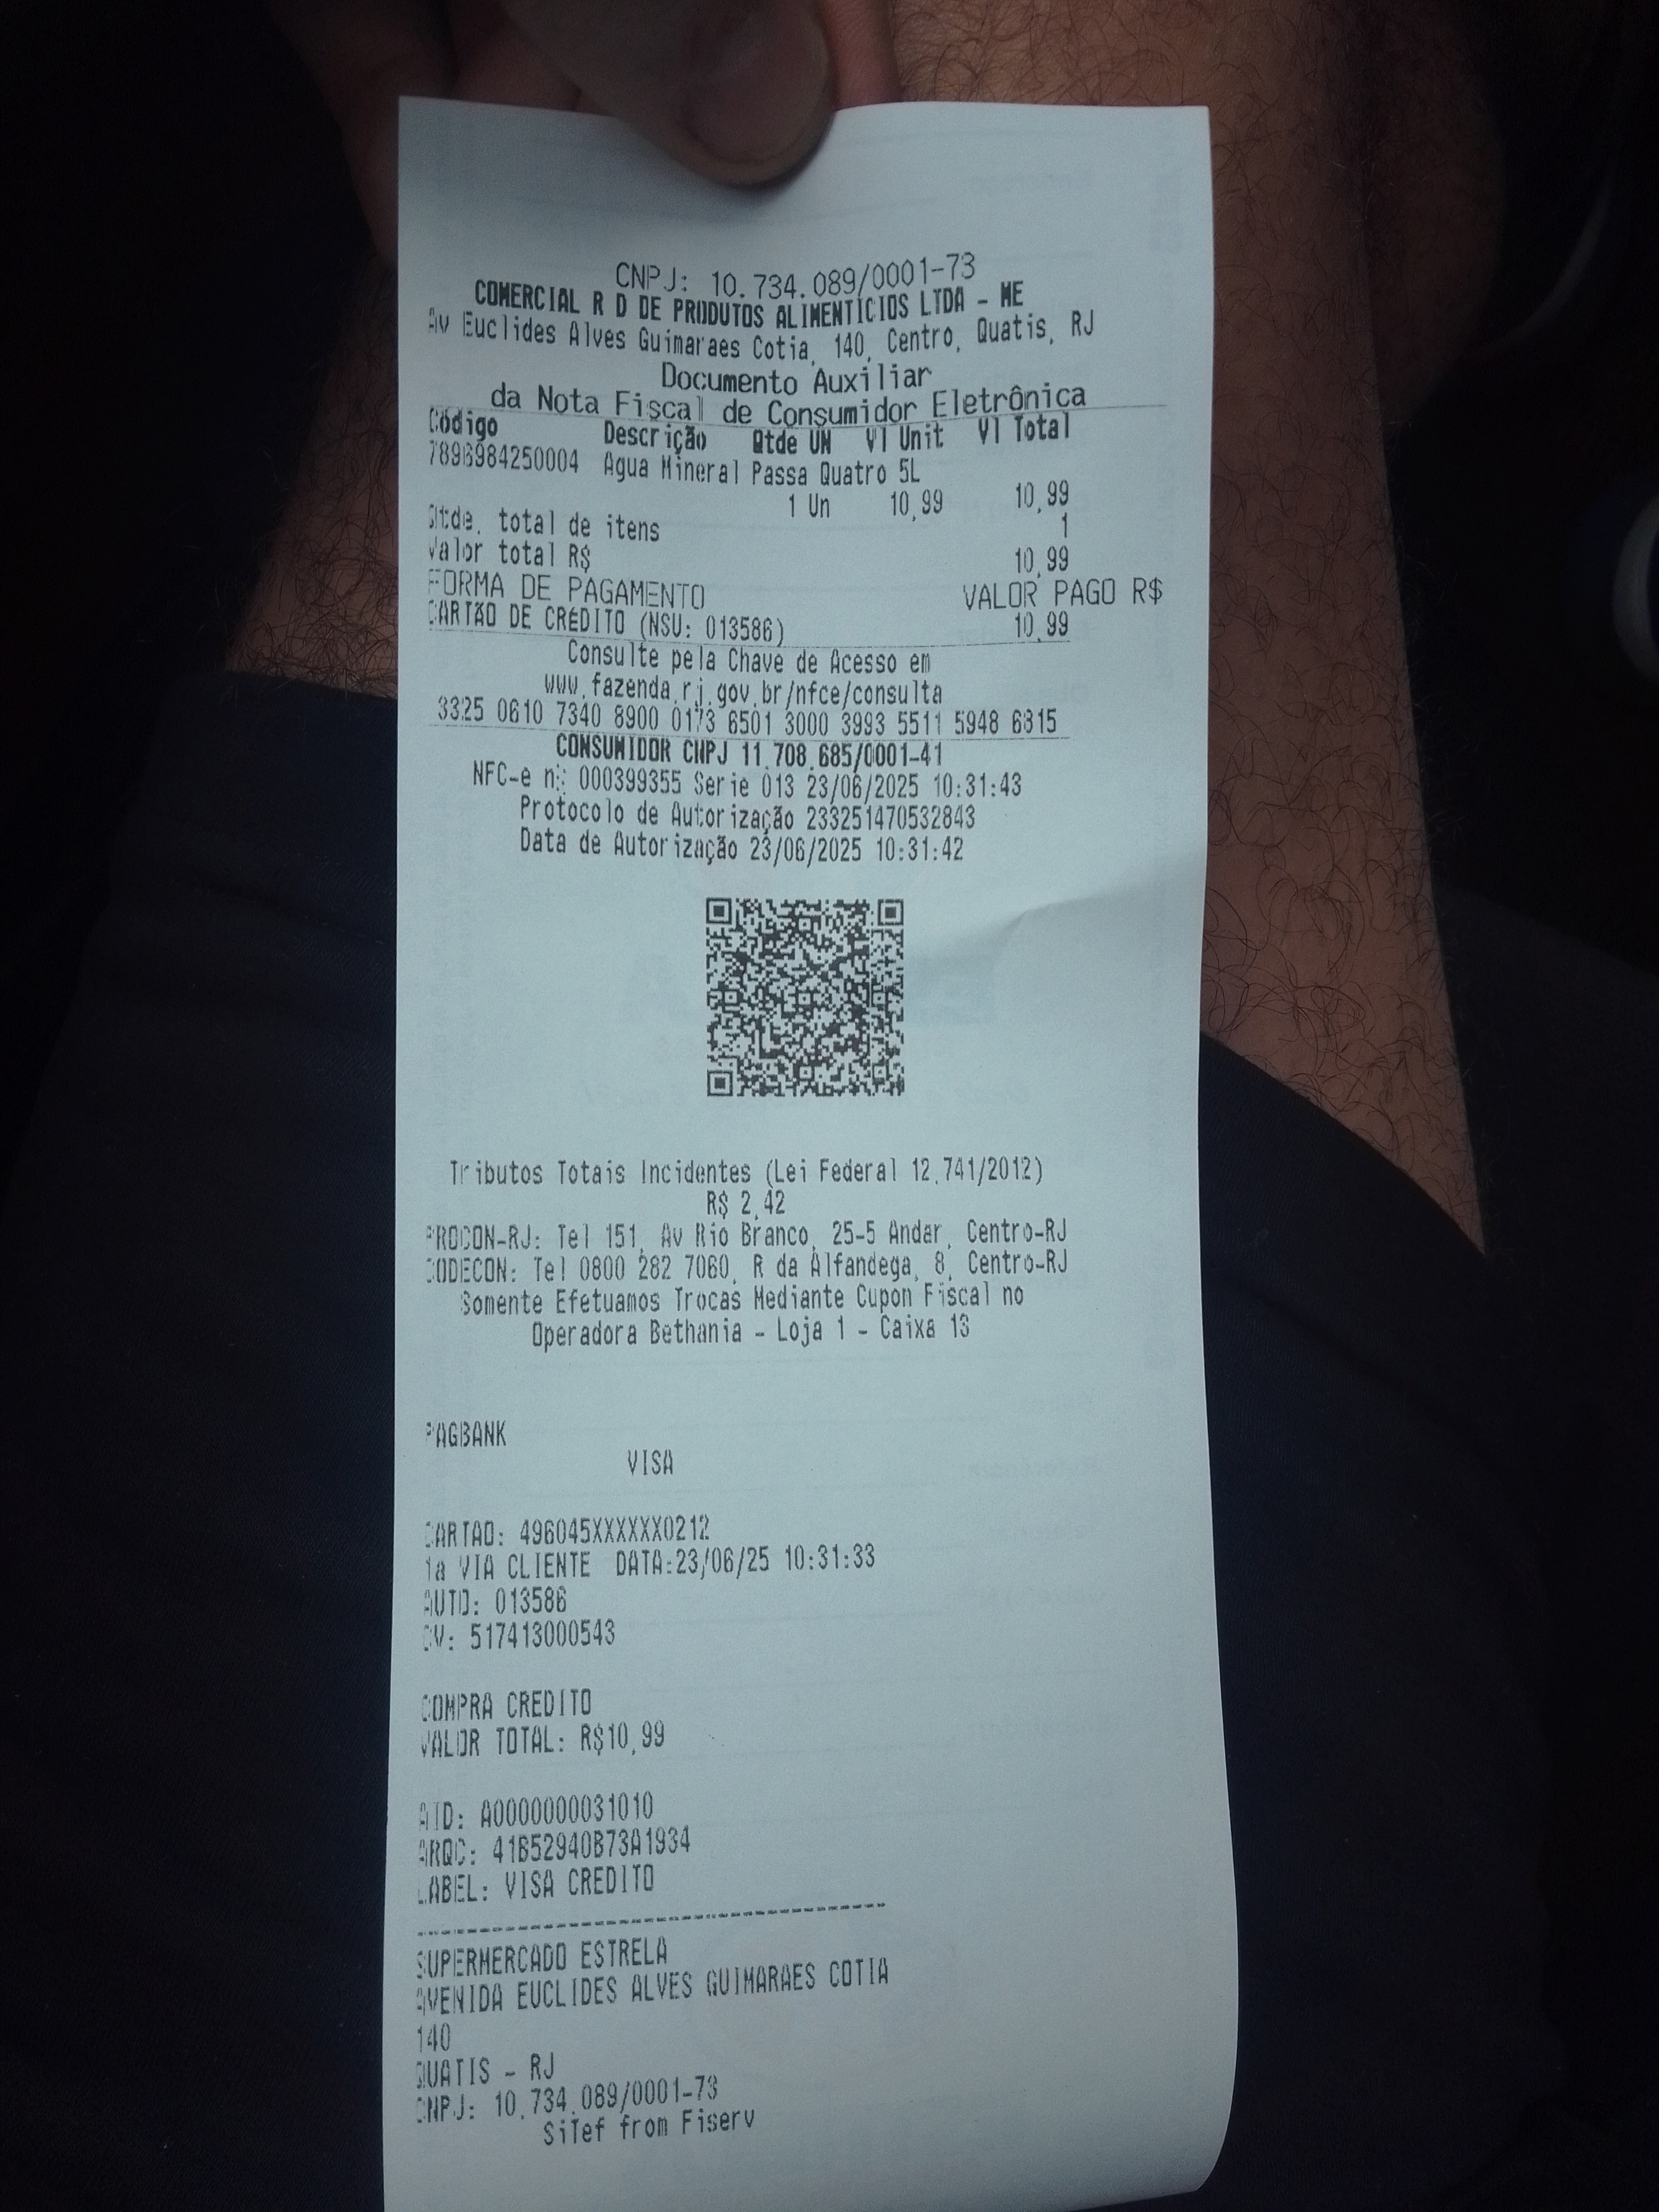 CNPJ: 10.734.089/0001-73
COMERCIAL R D DE PRODUTOS ALIMENTICIOS LTDA - ME
Av Euclides Alves Guimaraes Cotia, 140, Centro, Quatis, RJ
Documento Auxiliar
da Nota Fiscal de Consumidor Eletrônica
Código Descrição Qtde UN Vl Unit Vl Total
7896984250004 Agua Mineral Passa Quatro 5L
1 Un 10,99 10,99
Qtde. total de itens 1
Valor total R$ 10,99
FORMA DE PAGAMENTO VALOR PAGO R$
CARTÃO DE CRÉDITO (NSU: 013586) 10,99
Consulte pela Chave de Acesso em
www.fazenda.rj.gov.br/nfce/consulta
3325 0610 7340 8900 0173 6501 3000 3993 5511 5948 6815
CONSUMIDOR CNPJ 11.708.685/0001-41
NFC-e nº: 000399355 Serie 013 23/06/2025 10:31:43
Protocolo de Autorização 233251470532843
Data de Autorização 23/06/2025 10:31:42
Tributos Totais Incidentes (Lei Federal 12.741/2012)
R$ 2,42
PROCON-RJ: Tel 151, Av Rio Branco, 25-5 Andar, Centro-RJ
CODECON: Tel 0800 282 7060, R da Alfandega, 8, Centro-RJ
Somente Efetuamos Trocas Mediante Cupon Fiscal no
Operadora Bethania - Loja 1 - Caixa 13
PAGBANK
VISA
CARTAO: 496045XXXXXX0212
1a VIA CLIENTE DATA:23/06/25 10:31:33
AUTO: 013586
CV: 517413000543
COMPRA CREDITO
VALOR TOTAL: R$10,99
AID: A0000000031010
ARQC: 41B52940B73A1934
LABEL: VISA CREDITO
--------------------------------------
SUPERMERCADO ESTRELA
AVENIDA EUCLIDES ALVES GUIMARAES COTIA
140
QUATIS - RJ
CNPJ: 10.734.089/0001-73
SiTef from Fiserv